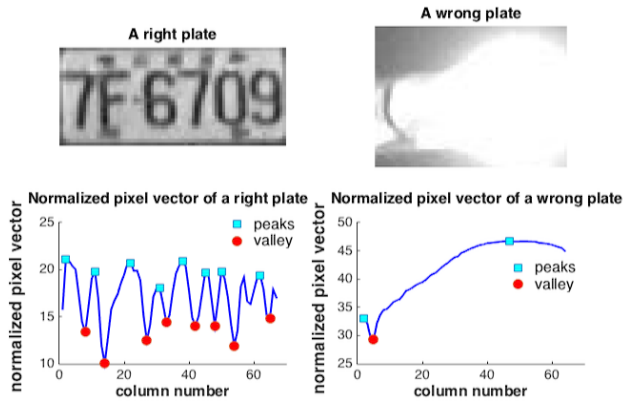 A right plate
7F-6709
A wrong plate
Normalized pixel vector of a right plate
normalized pixel vector
25
20
15
10
peaks
valley
0
20
40
60
column number
Normalized pixel vector of a wrong plate
normalized pixel vector
50
45
40
35
30
25
peaks
valley
0
20
40
60
column number